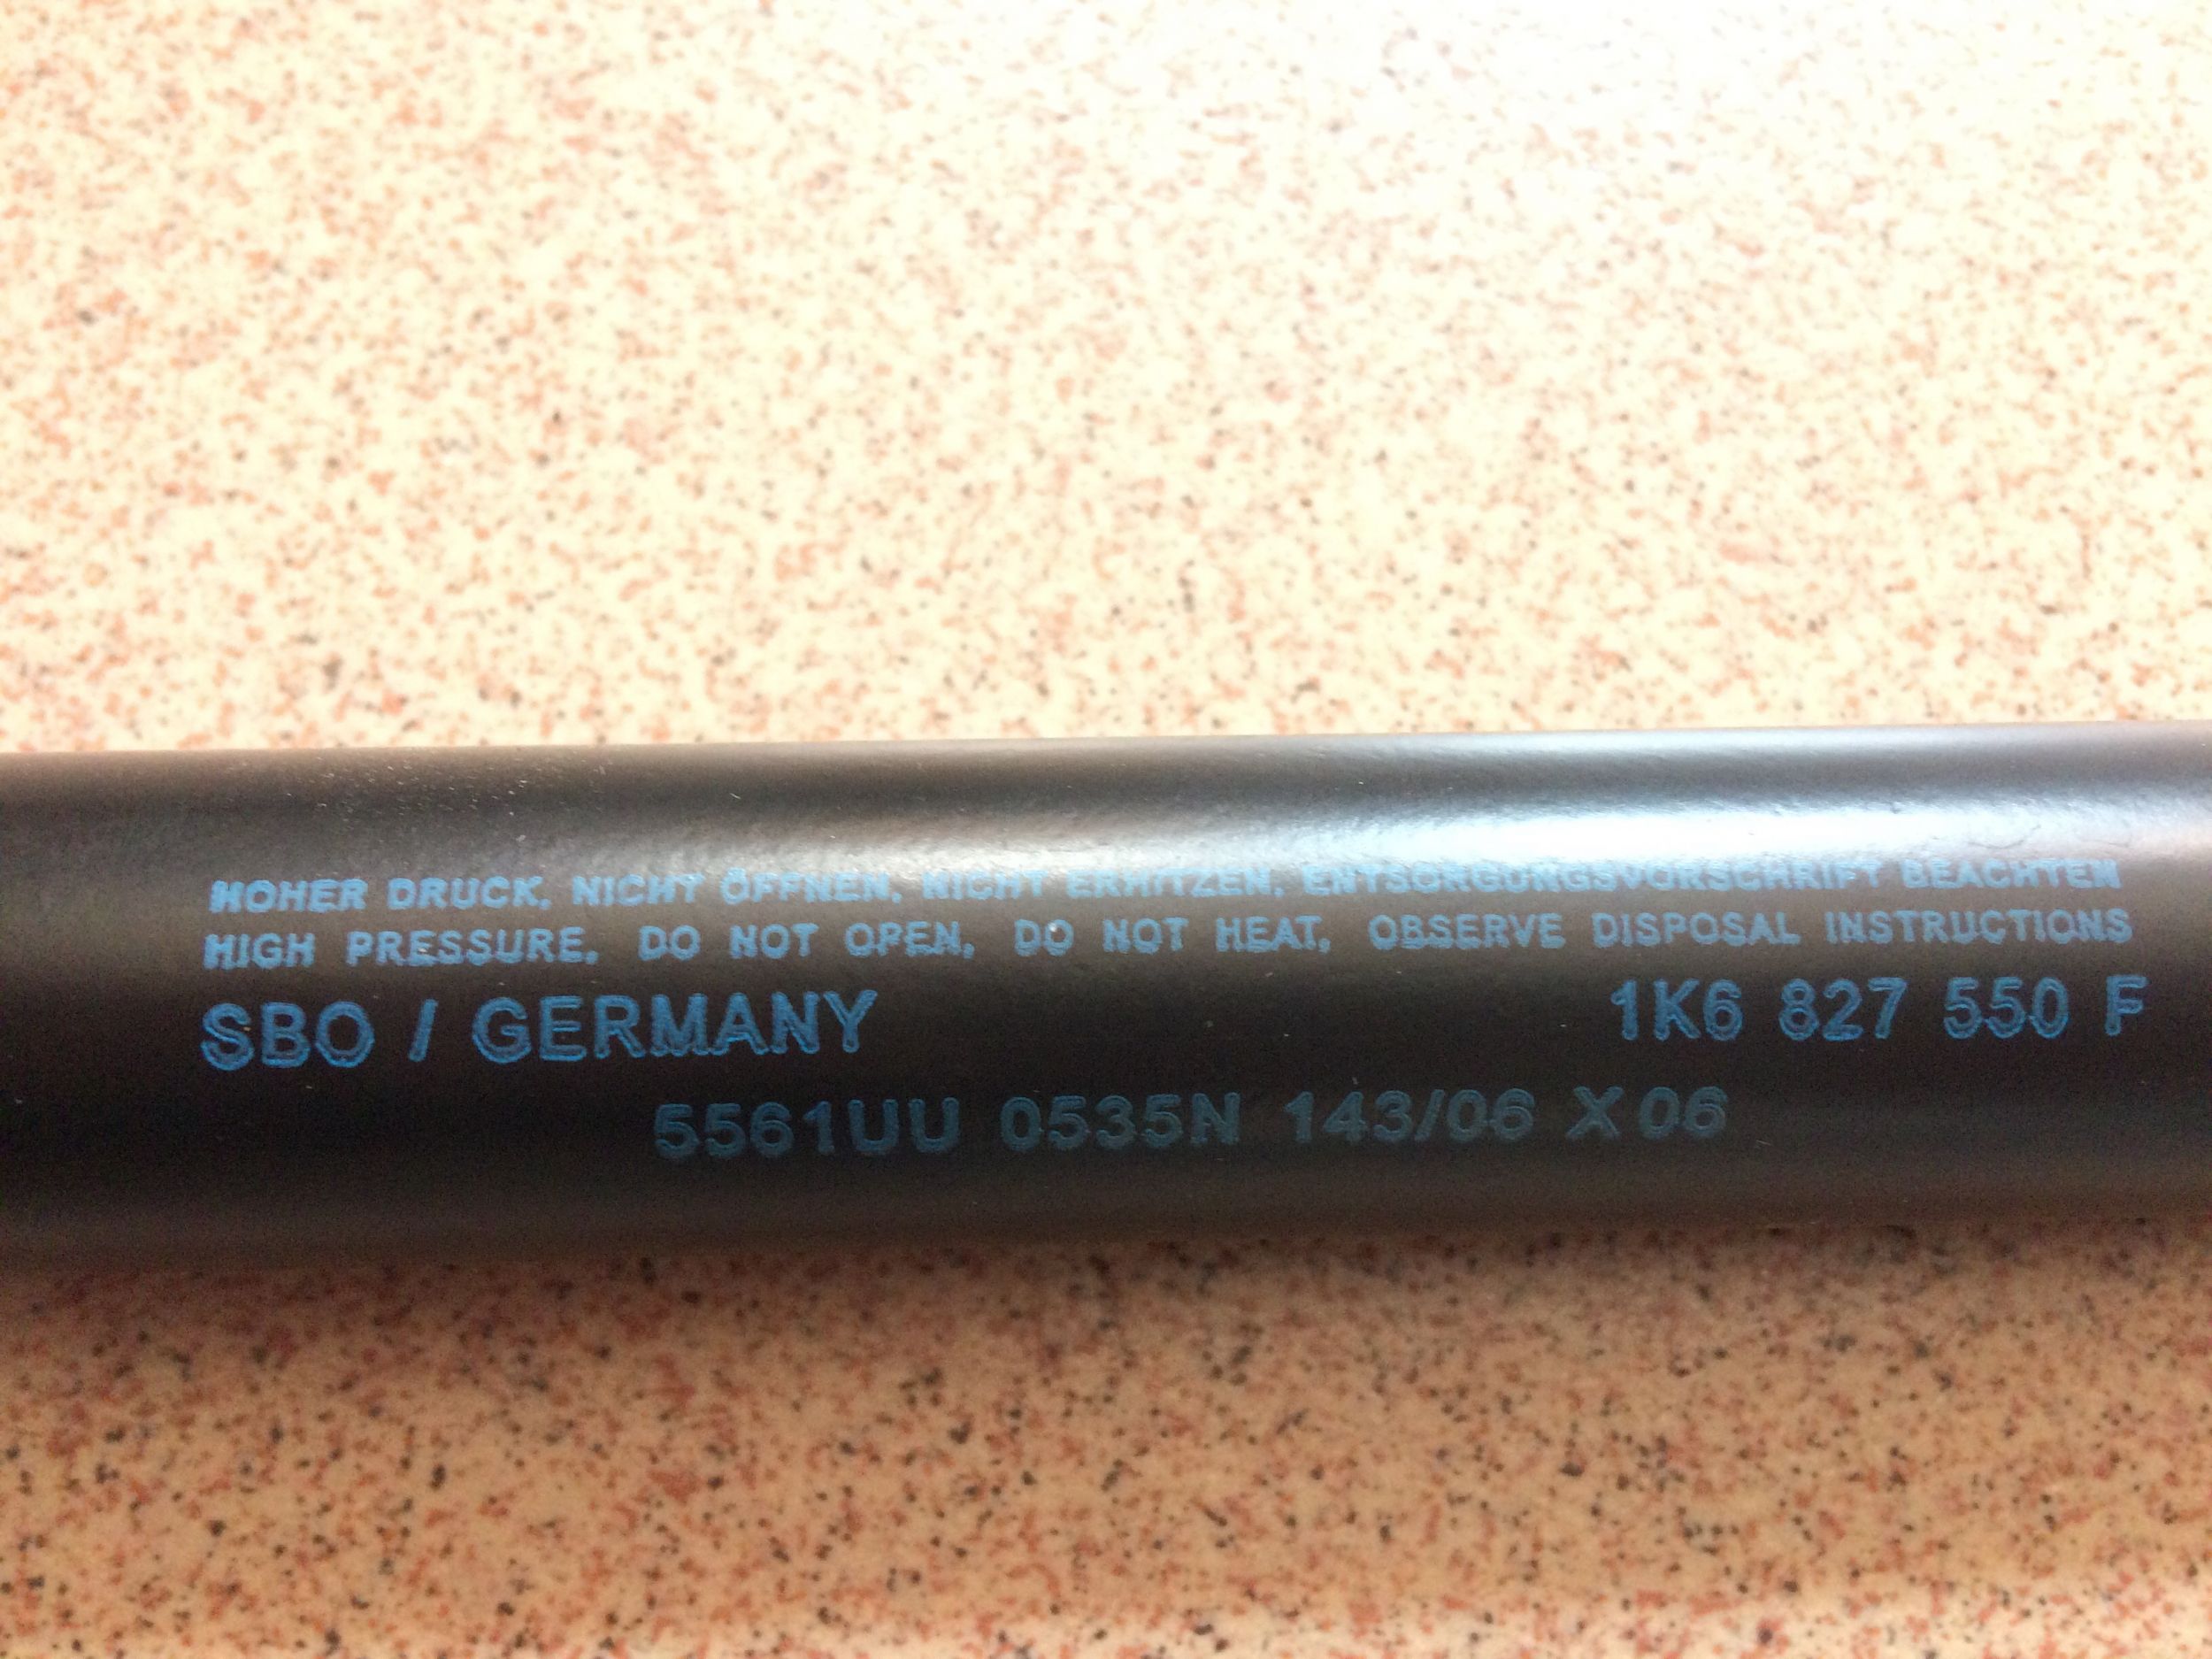 HOHER DRUCK, NICHT ÖFFNEN, NICHT ERHITZEN, ENTSORGUNGSVORSCHRIFT BEACHTEN
HIGH PRESSURE, DO NOT OPEN, DO NOT HEAT, OBSERVE DISPOSAL INSTRUCTIONS
SBO / GERMANY 1K6 827 550 F
5561UU 0535N 143/06 X 06